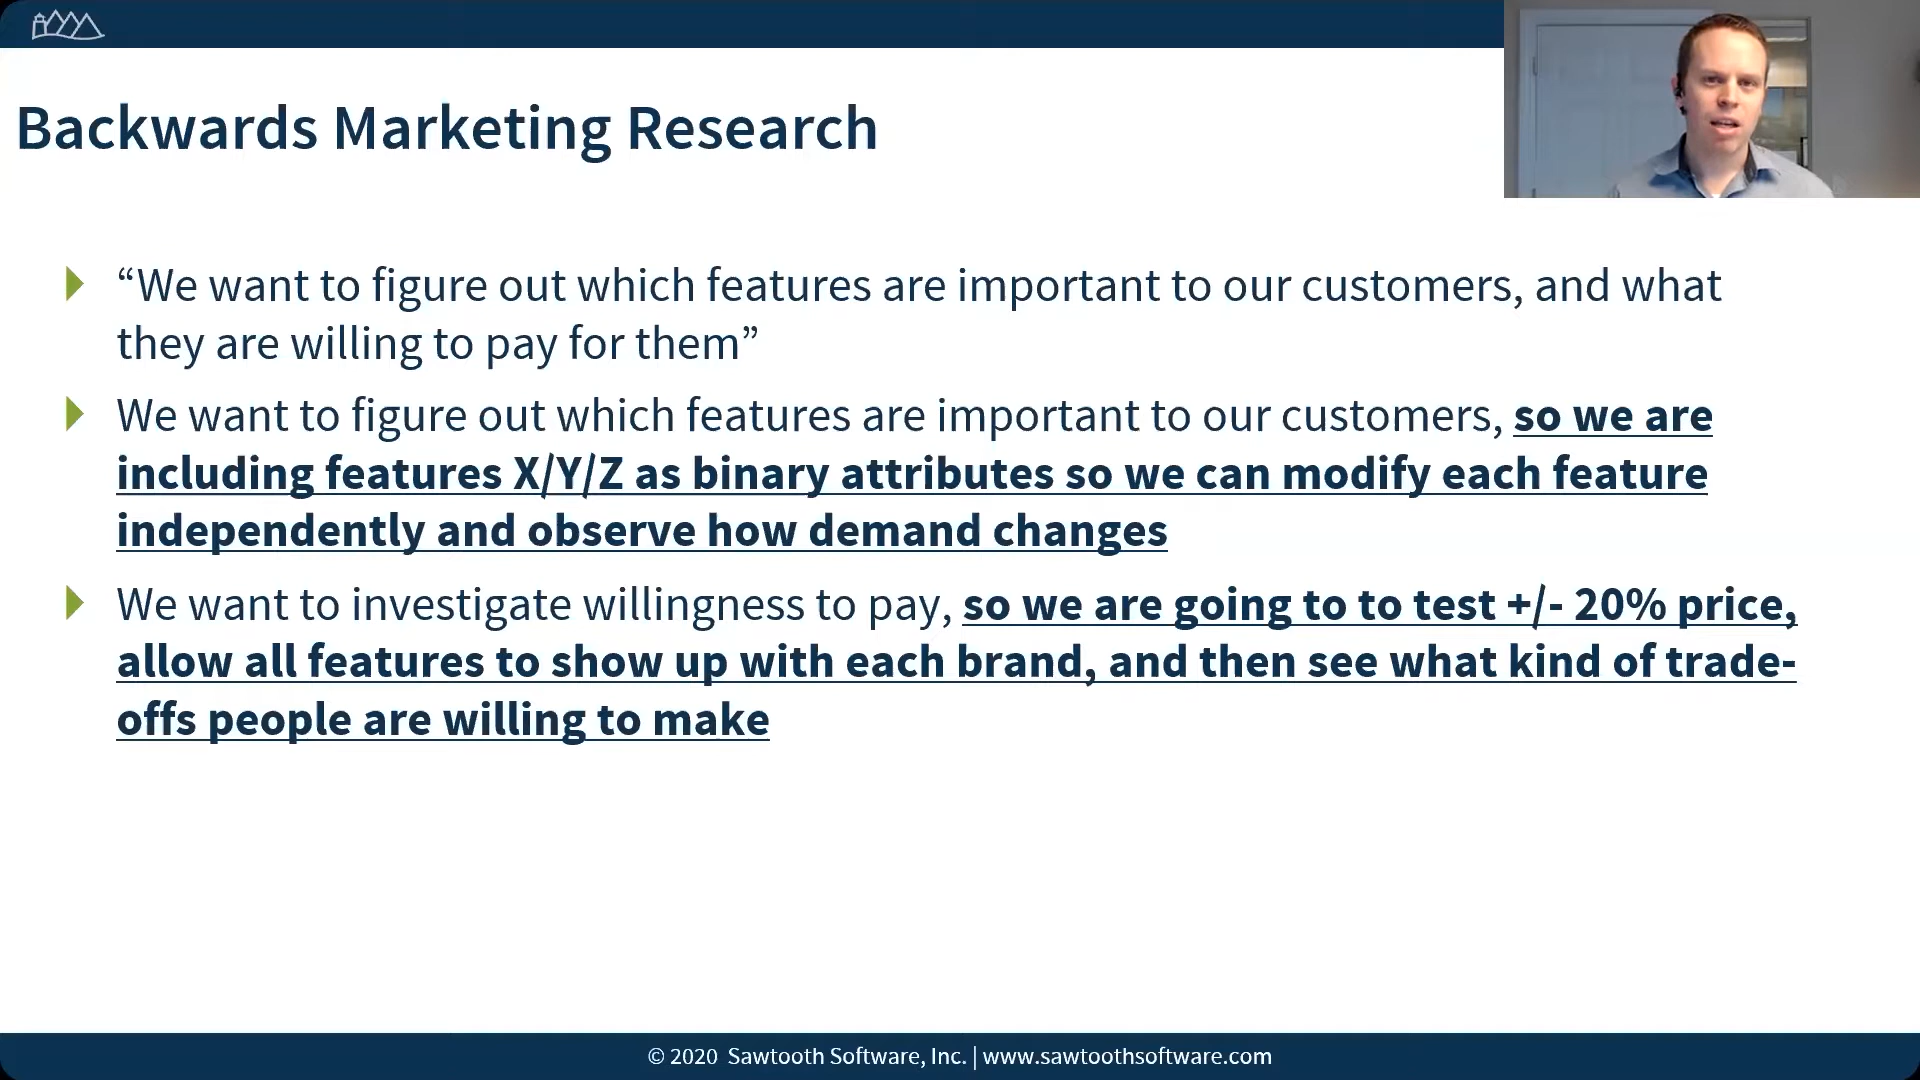 Backwards Marketing Research
“We want to figure out which features are important to our customers, and what
they are willing to pay for them”
We want to figure out which features are important to our customers, so we are
including features X/Y/Z as binary attributes so we can modify each feature
independently and observe how demand changes
We want to investigate willingness to pay, so we are going to to test +/- 20% price,
allow all features to show up with each brand, and then see what kind of trade-
offs people are willing to make
© 2020 Sawtooth Software, Inc. | www.sawtoothsoftware.com